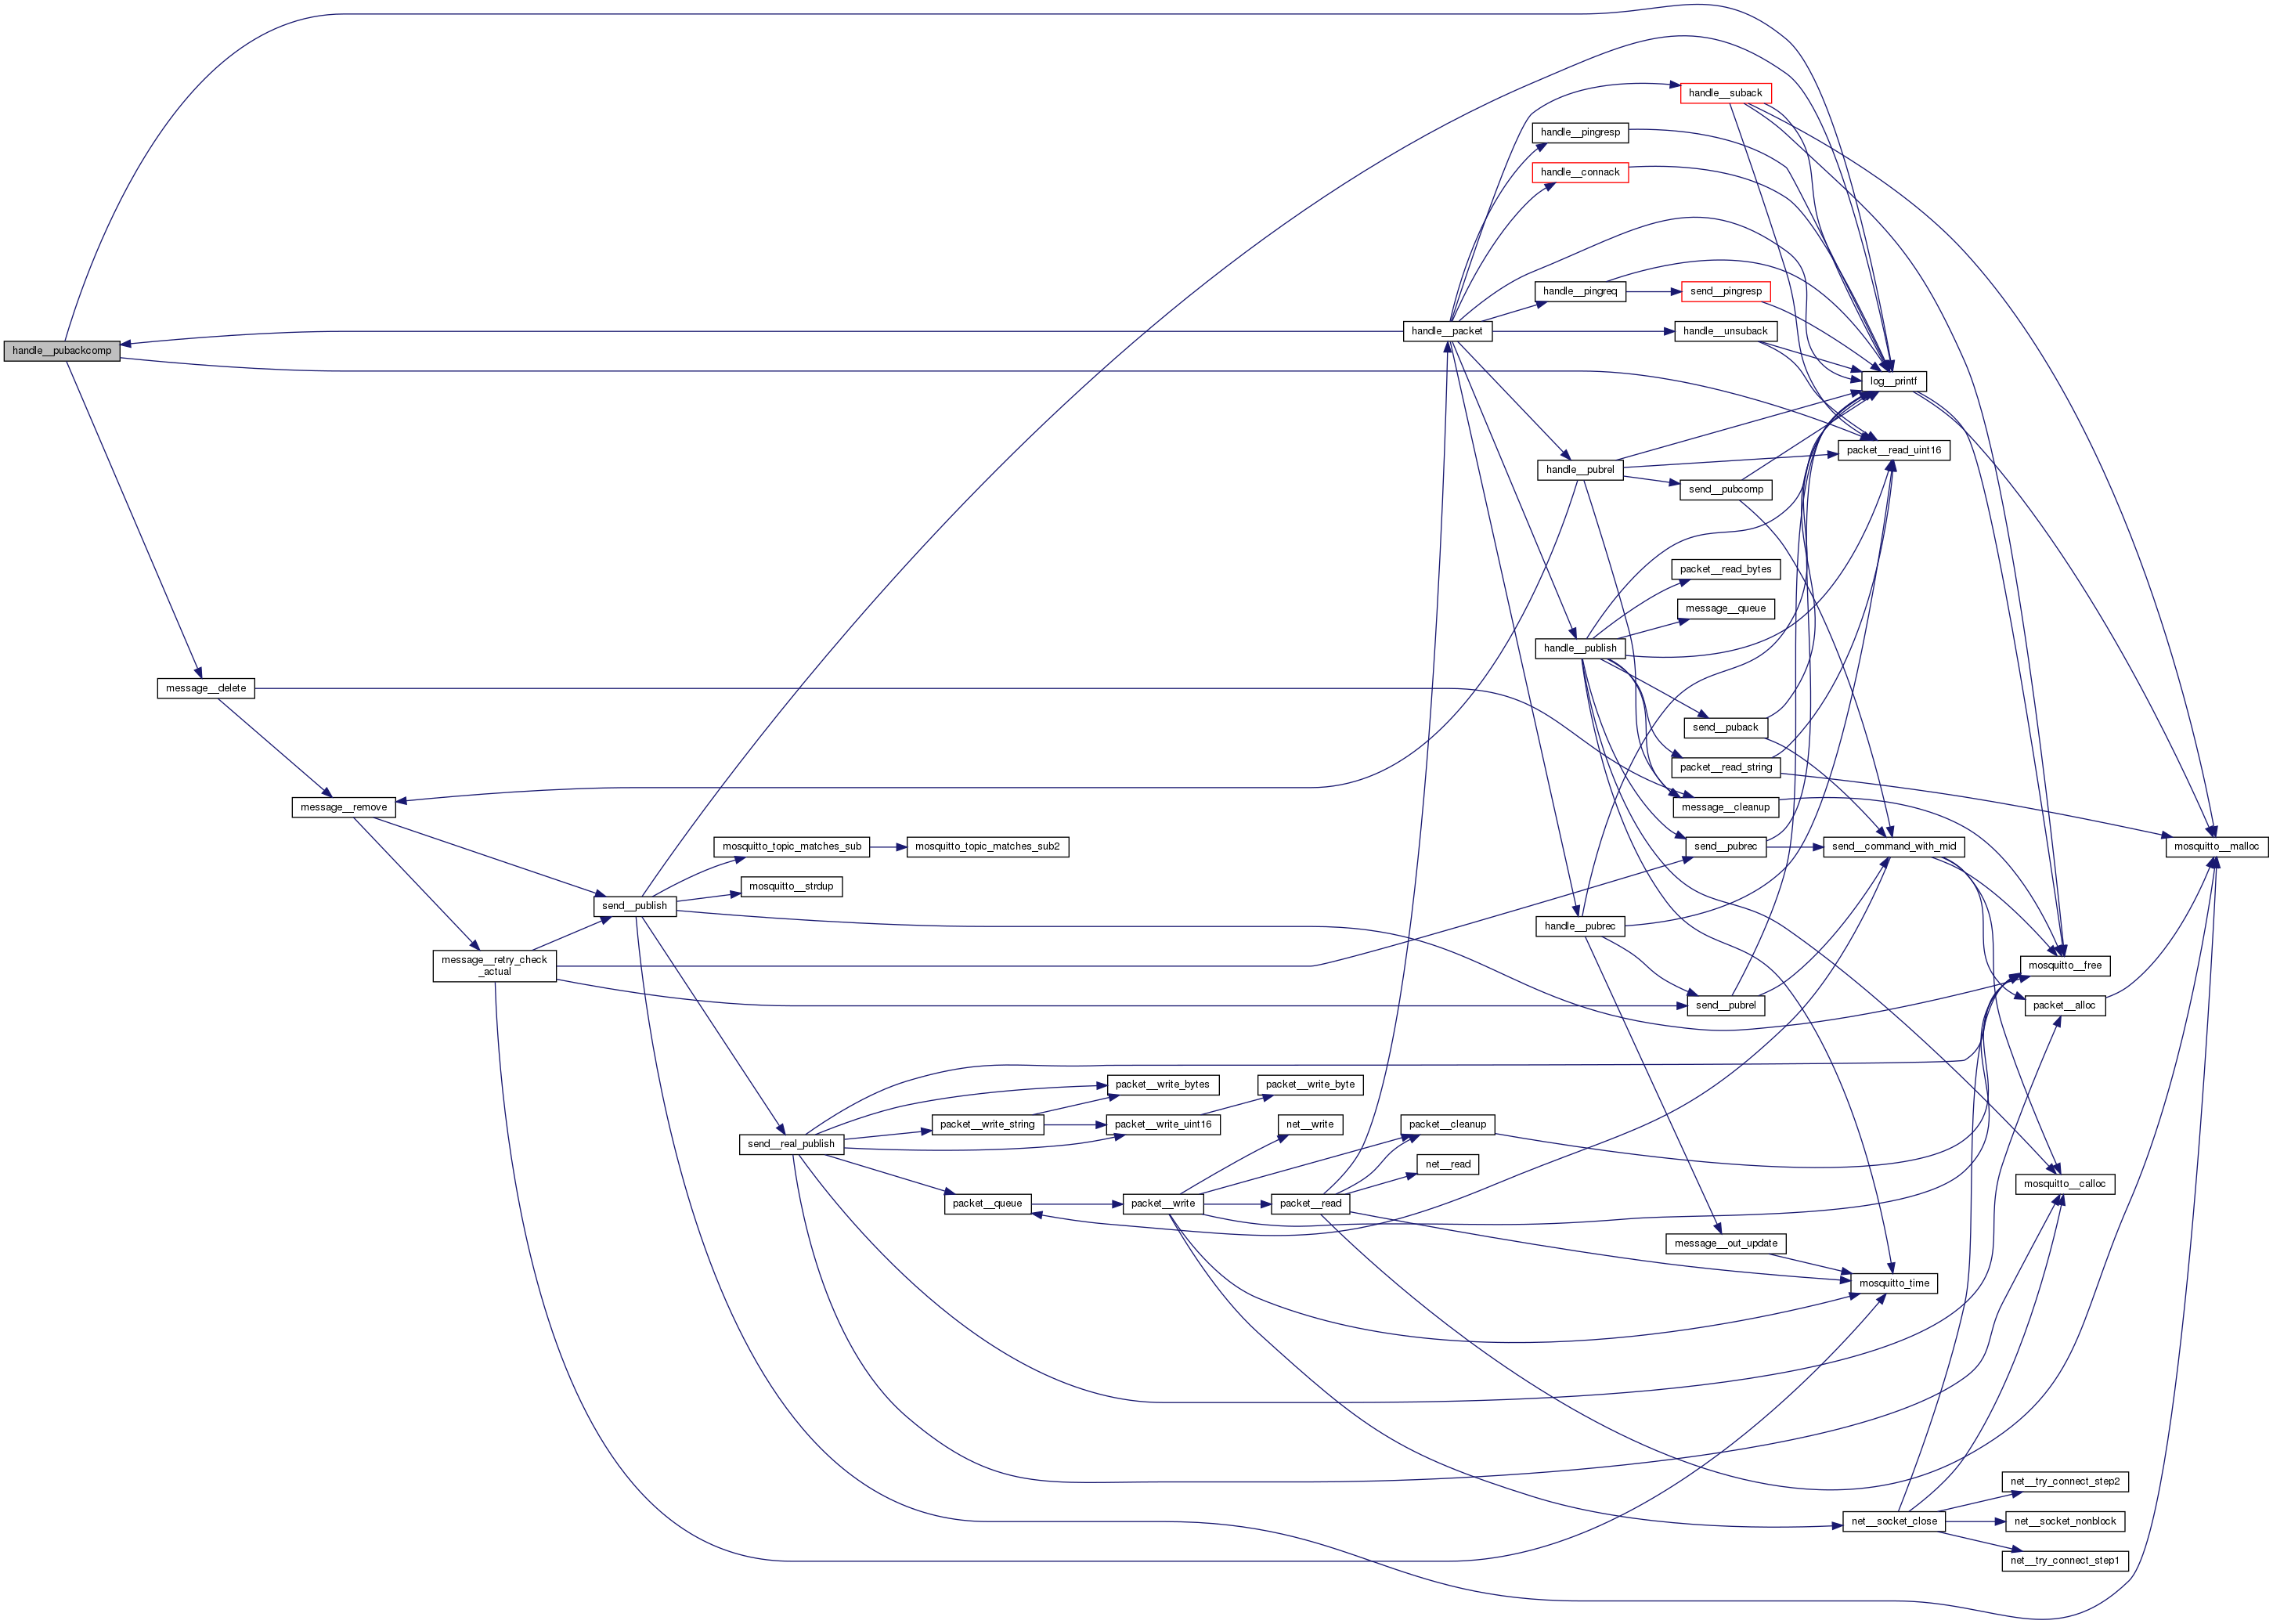 handle__suback
handle__pingresp
handle__connack
handle__pingreq
send__pingresp
handle__packet
handle__unsuback
handle__pubackcomp
log__printf
packet__read_uint16
handle__pubrel
send__pubcomp
packet__read_bytes
message__queue
handle__publish
message__delete
send__puback
packet__read_string
message__remove
message__cleanup
mosquitto_topic_matches_sub
mosquitto_topic_matches_sub2
send__pubrec
send__command_with_mid
mosquitto__malloc
mosquitto__strdup
send__publish
handle__pubrec
message__retry_check
_actual
mosquitto__free
send__pubrel
packet__alloc
packet__write_bytes
packet__write_byte
packet__write_string
packet__write_uint16
net__write
packet__cleanup
send__real_publish
net__read
mosquitto__calloc
packet__queue
packet__write
packet__read
message__out_update
mosquitto_time
net__try_connect_step2
net__socket_close
net__socket_nonblock
net__try_connect_step1